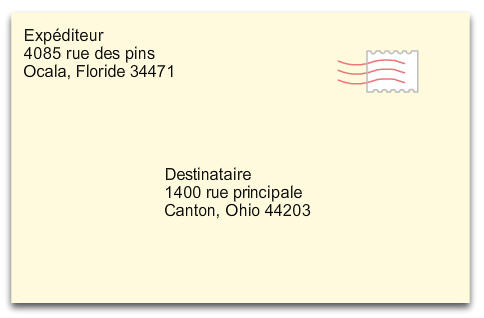 Expéditeur
4085 rue des pins
Ocala, Floride 34471
Destinataire
1400 rue principale
Canton, Ohio 44203